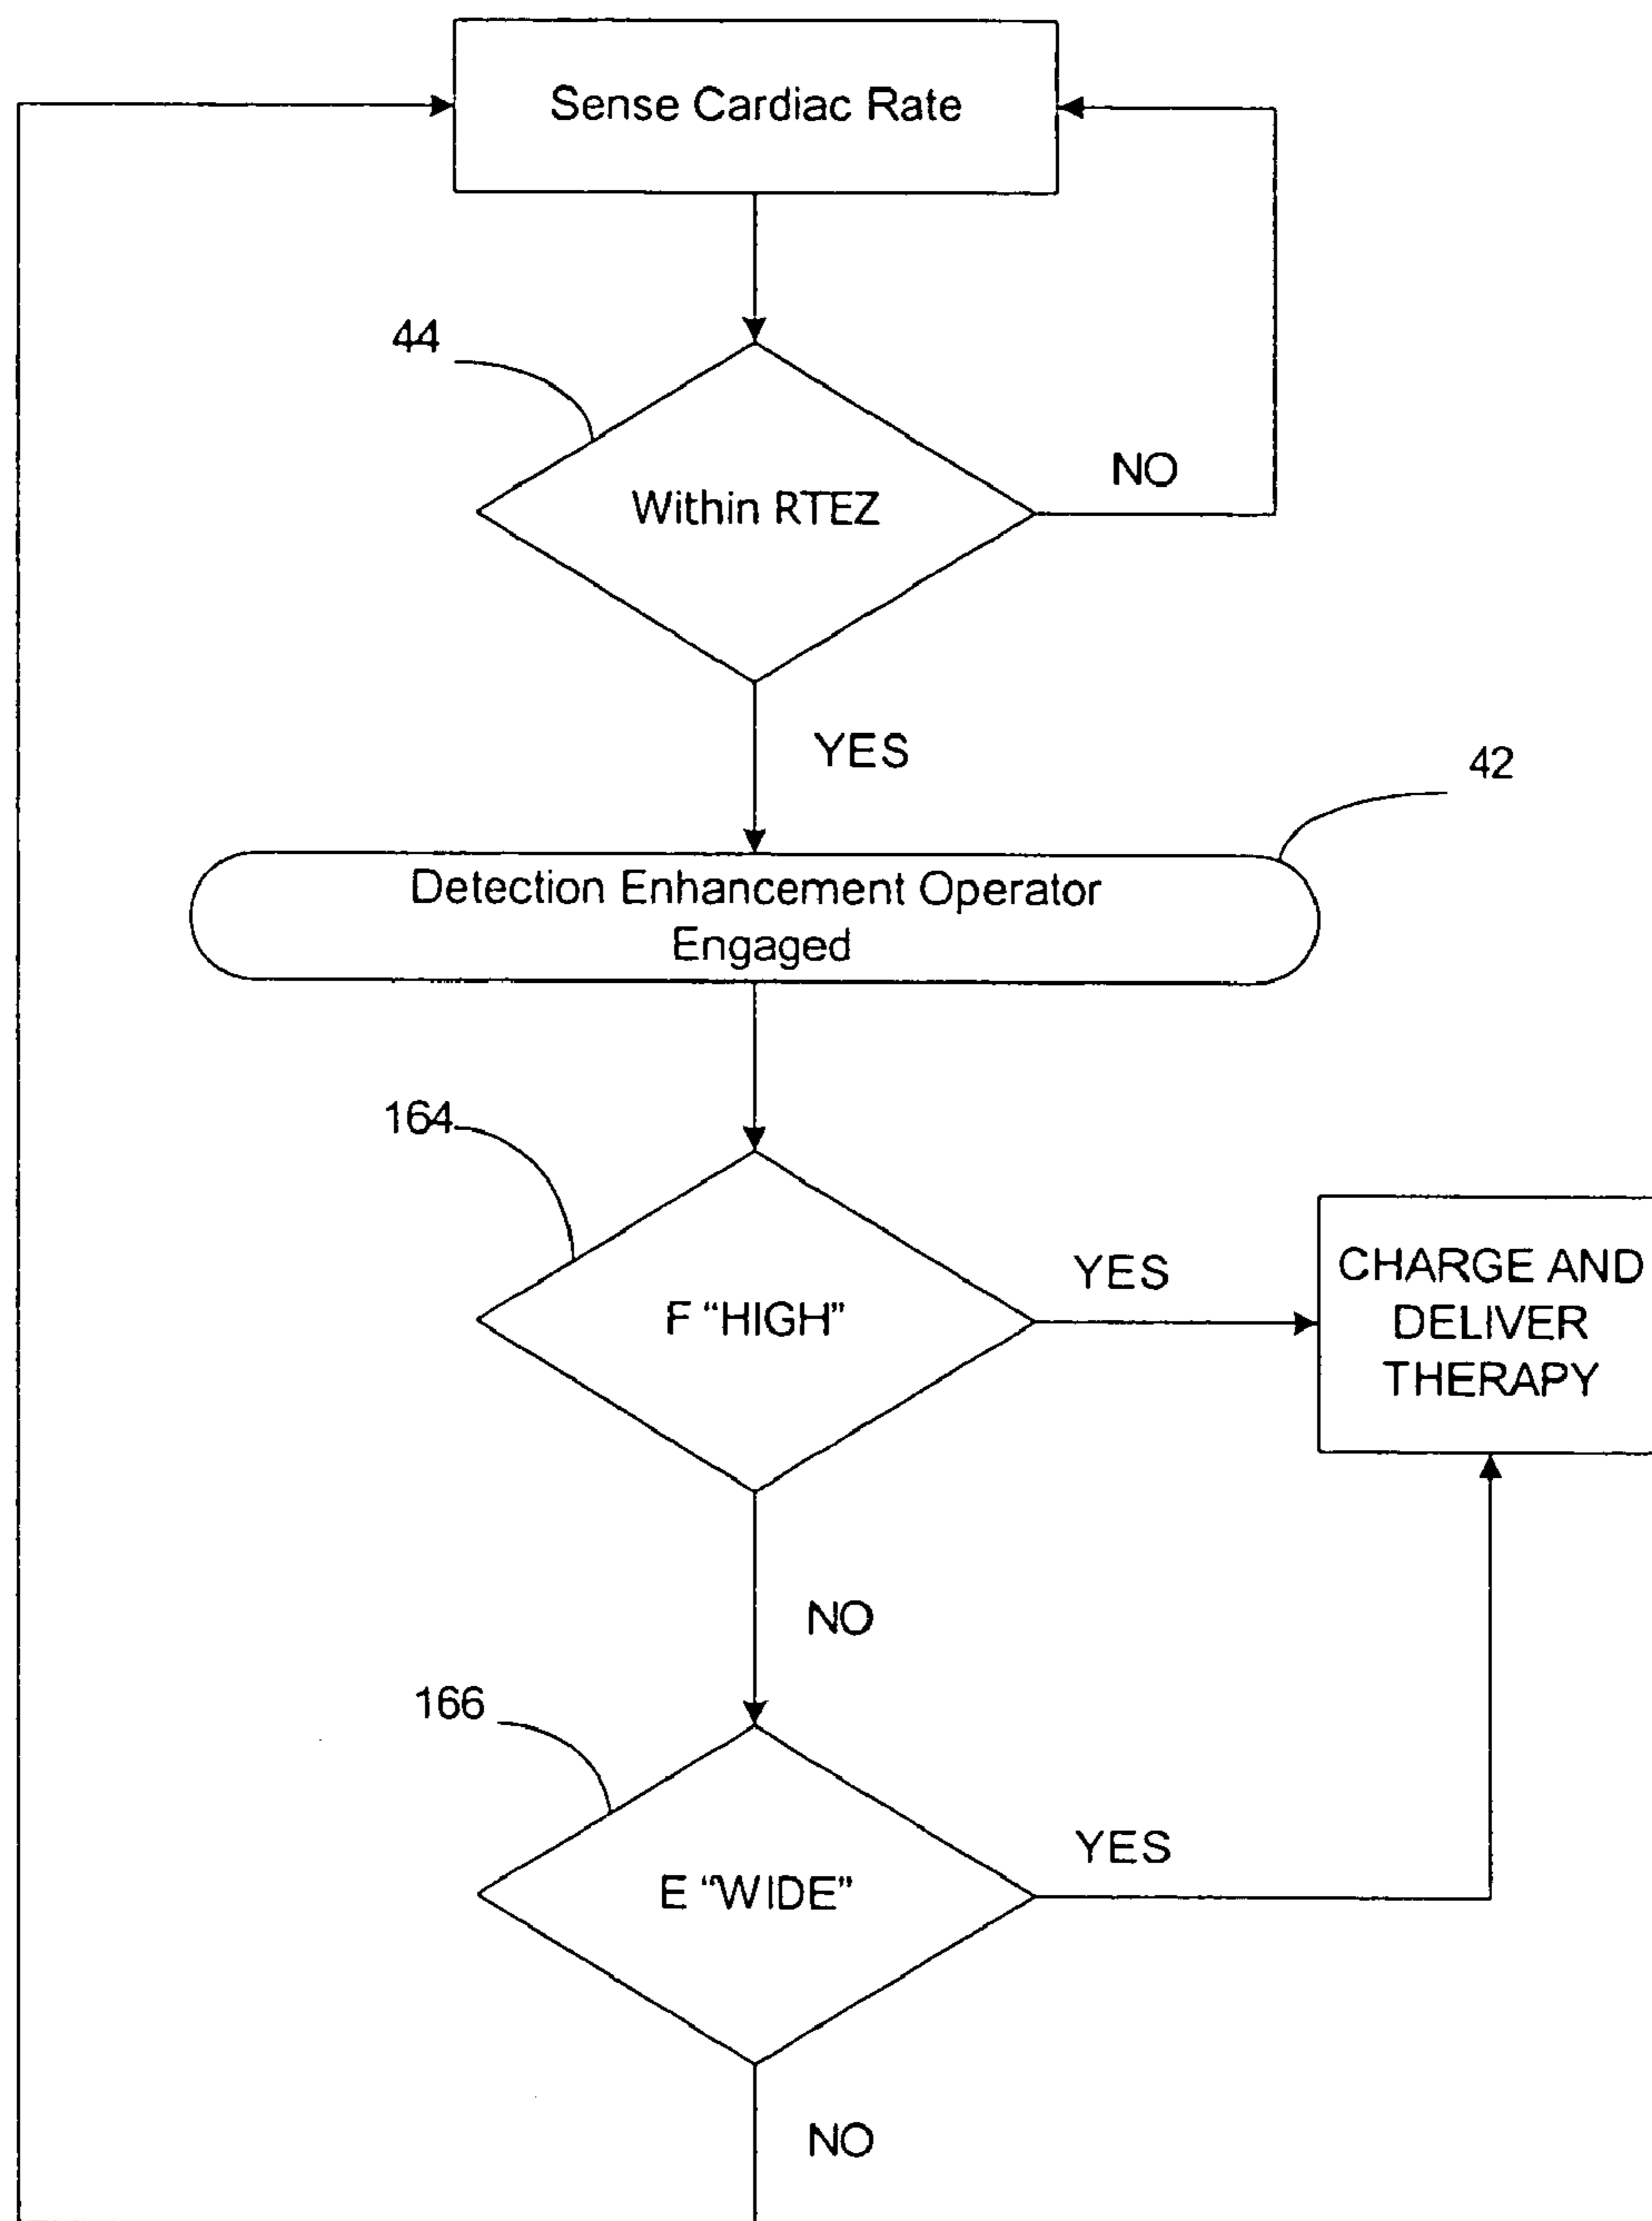 Sense Cardiac Rate
44
Within RTEZ
NO
YES
42
Detection Enhancement Operator
Engaged
164
F “HIGH”
YES
CHARGE AND
DELIVER
THERAPY
NO
166
E “WIDE”
YES
NO